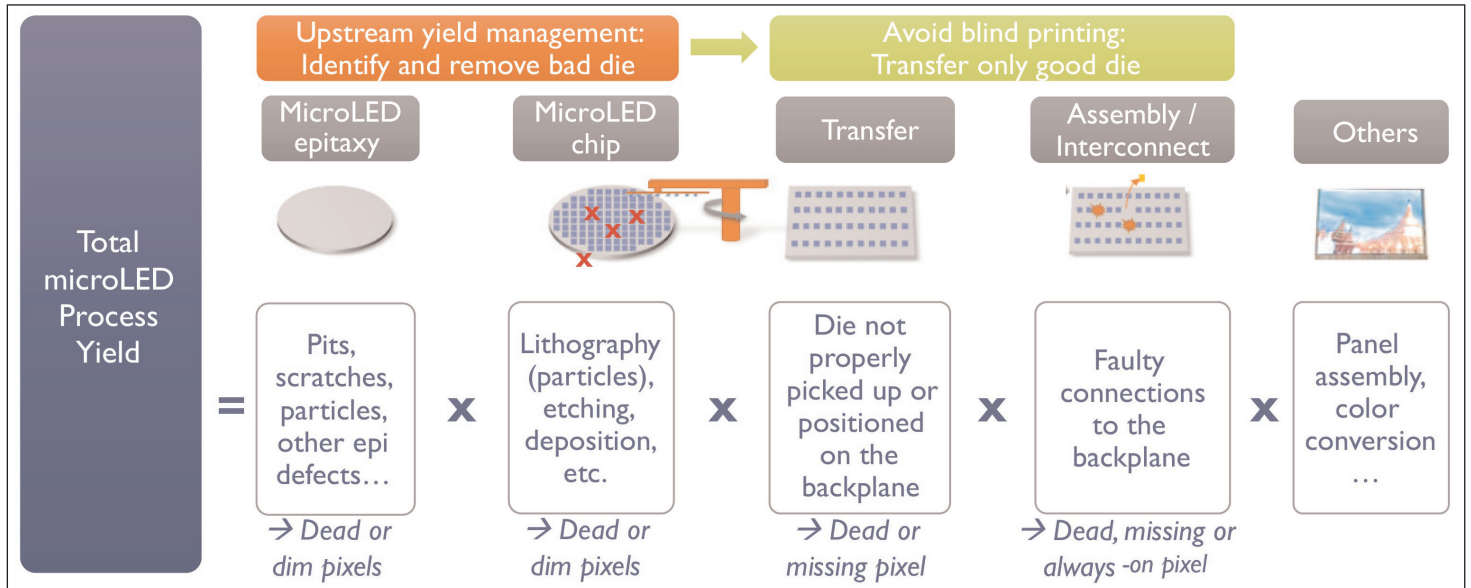 Upstream yield management:
Identify and remove bad die
Avoid blind printing:
Transfer only good die
MicroLED
epitaxy
MicroLED
chip
Transfer
Assembly /
Interconnect
Others
Total
microLED
Process
Yield
=
Pits,
scratches,
particles,
other epi
defects…
x
Lithography
(particles),
etching,
deposition,
etc.
x
Die not
properly
picked up or
positioned
on the
backplane
x
Faulty
connections
to the
backplane
x
Panel
assembly,
color
conversion
…
→ Dead or
dim pixels
→ Dead or
dim pixels
→ Dead or
missing pixel
→ Dead, missing or
always -on pixel